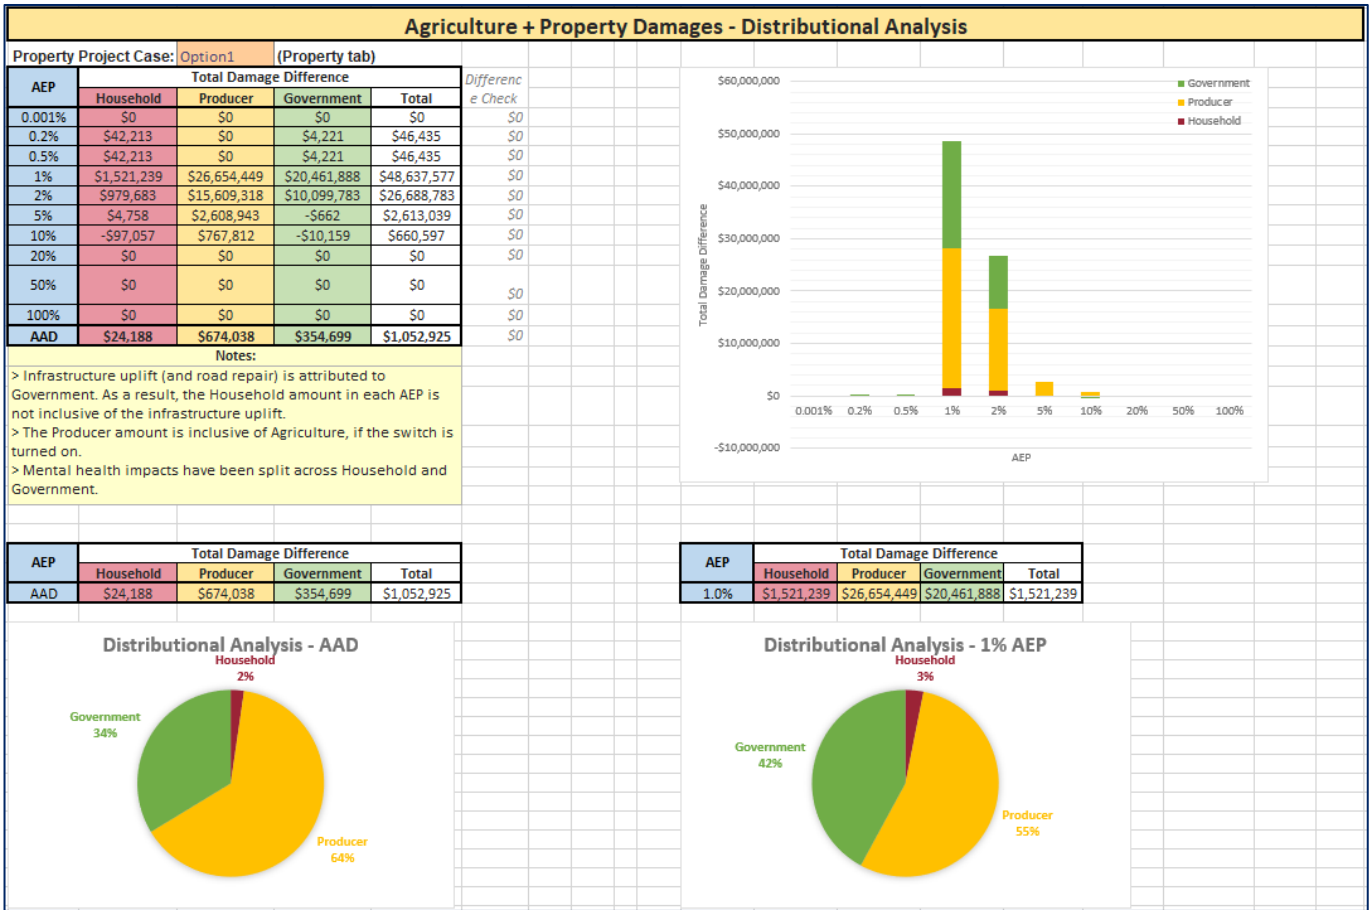 Agriculture + Property Damages - Distributional Analysis
Property Project Case: Option1 (Property tab)
AEP Total Damage Difference Differenc
Household Producer Government Total e Check
0.001% $0 $0 $0 $0 $0
0.2% $42,213 $0 $4,221 $46,435 $0
0.5% $42,213 $0 $4,221 $46,435 $0
1% $1,521,239 $26,654,449 $20,461,888 $48,637,577 $0
2% $979,683 $15,609,318 $10,099,783 $26,688,783 $0
5% $4,758 $2,608,943 -$662 $2,613,039 $0
10% -$97,057 $767,812 -$10,159 $660,597 $0
20% $0 $0 $0 $0 $0
50% $0 $0 $0 $0 $0
100% $0 $0 $0 $0 $0
AAD $24,188 $674,038 $354,699 $1,052,925 $0
Notes:
> Infrastructure uplift (and road repair) is attributed to
Government. As a result, the Household amount in each AEP is
not inclusive of the infrastructure uplift.
> The Producer amount is inclusive of Agriculture, if the switch is
turned on.
> Mental health impacts have been split across Household and
Government.
$60,000,000
$50,000,000
$40,000,000
$30,000,000
$20,000,000
$10,000,000
$0
-$10,000,000
Total Damage Difference
Government
Producer
Household
0.001% 0.2% 0.5% 1% 2% 5% 10% 20% 50% 100%
AEP
AEP Total Damage Difference
Household Producer Government Total
AAD $24,188 $674,038 $354,699 $1,052,925
AEP Total Damage Difference
Household Producer Government Total
1.0% $1,521,239 $26,654,449 $20,461,888 $1,521,239
Distributional Analysis - AAD
Household
2%
Government
34%
Producer
64%
Distributional Analysis - 1% AEP
Household
3%
Government
42%
Producer
55%